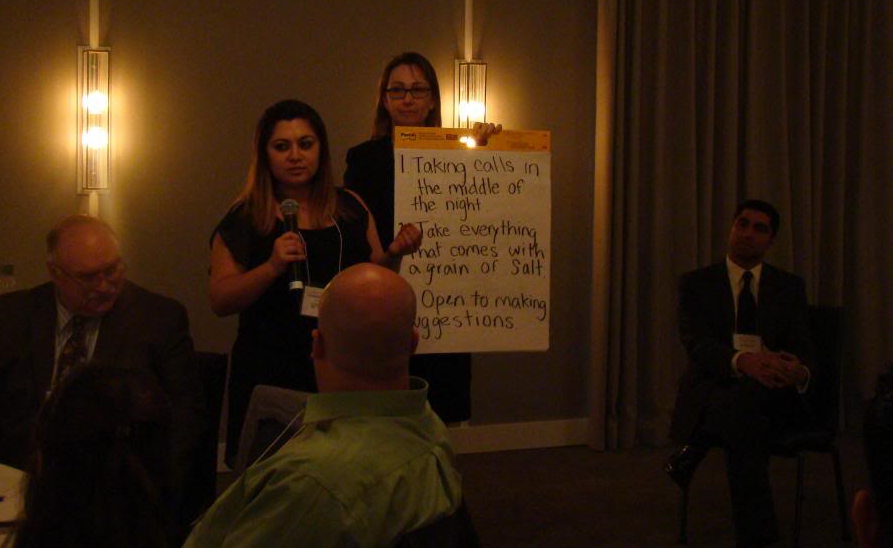 1 Taking calls in
the middle of
the night
Take everything
that comes with
a grain of Salt
Open to making
uggestions